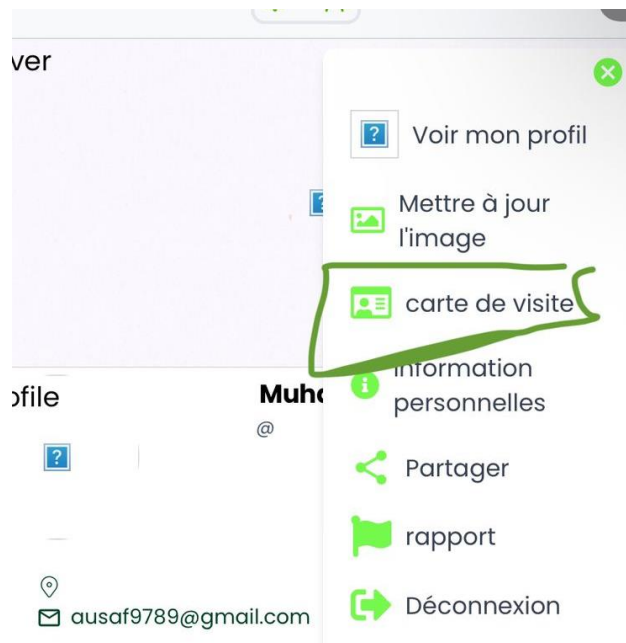 ver
Voir mon profil
Mettre à jour
l'image
carte de visite
Information
personnelles
ofile
Muha
@
Partager
rapport
ausaf9789@gmail.com
Déconnexion